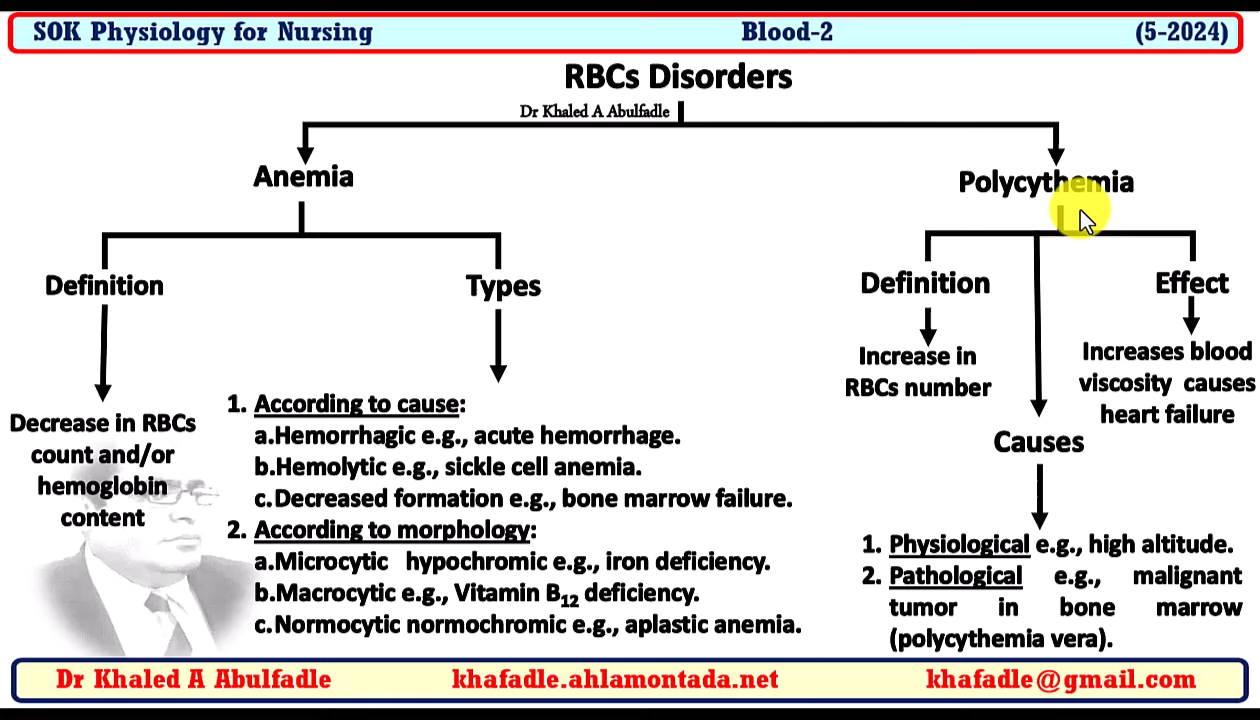 SOK Physiology for Nursing Blood-2 (5-2024)
RBCs Disorders
Dr Khaled A Abulfadle
Anemia
Polycythemia
Definition
Types
Decrease in RBCs
count and/or
hemoglobin
content
1. According to cause:
a.Hemorrhagic e.g., acute hemorrhage.
b.Hemolytic e.g., sickle cell anemia.
c.Decreased formation e.g., bone marrow failure.
2. According to morphology:
a.Microcytic hypochromic e.g., iron deficiency.
b.Macrocytic e.g., Vitamin B12 deficiency.
c.Normocytic normochromic e.g., aplastic anemia.
Definition
Effect
Increase in
RBCs number
Increases blood
viscosity causes
heart failure
Causes
1. Physiological e.g., high altitude.
2. Pathological e.g., malignant
tumor in bone marrow
(polycythemia vera).
Dr Khaled A Abulfadle khafadle.ahlamontada.net khafadle@gmail.com